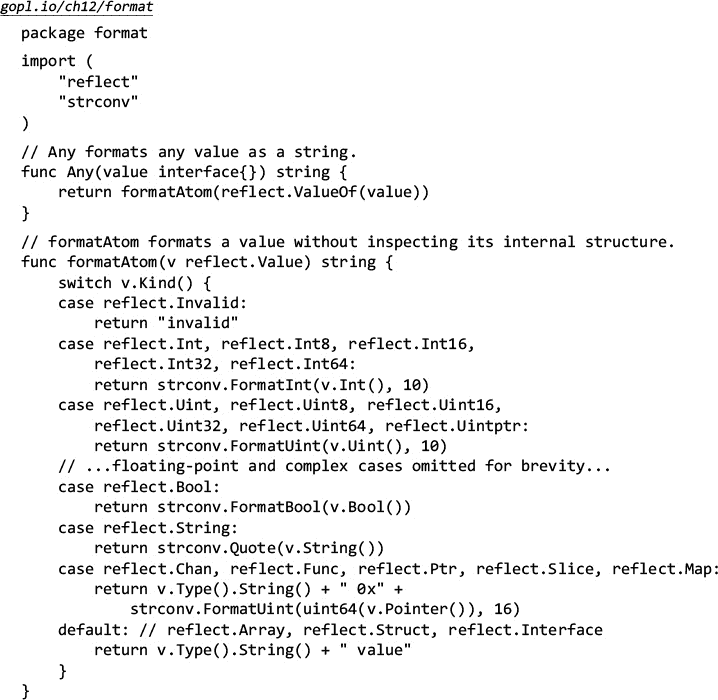 gopl.io/ch12/format
package format
import (
    "reflect"
    "strconv"
)
// Any formats any value as a string.
func Any(value interface{}) string {
    return formatAtom(reflect.ValueOf(value))
}
// formatAtom formats a value without inspecting its internal structure.
func formatAtom(v reflect.Value) string {
    switch v.Kind() {
    case reflect.Invalid:
        return "invalid"
    case reflect.Int, reflect.Int8, reflect.Int16,
        reflect.Int32, reflect.Int64:
        return strconv.FormatInt(v.Int(), 10)
    case reflect.Uint, reflect.Uint8, reflect.Uint16,
        reflect.Uint32, reflect.Uint64, reflect.Uintptr:
        return strconv.FormatUint(v.Uint(), 10)
    // ...floating-point and complex cases omitted for brevity...
    case reflect.Bool:
        return strconv.FormatBool(v.Bool())
    case reflect.String:
        return strconv.Quote(v.String())
    case reflect.Chan, reflect.Func, reflect.Ptr, reflect.Slice, reflect.Map:
        return v.Type().String() + " 0x" +
            strconv.FormatUint(uint64(v.Pointer()), 16)
    default: // reflect.Array, reflect.Struct, reflect.Interface
        return v.Type().String() + " value"
    }
}